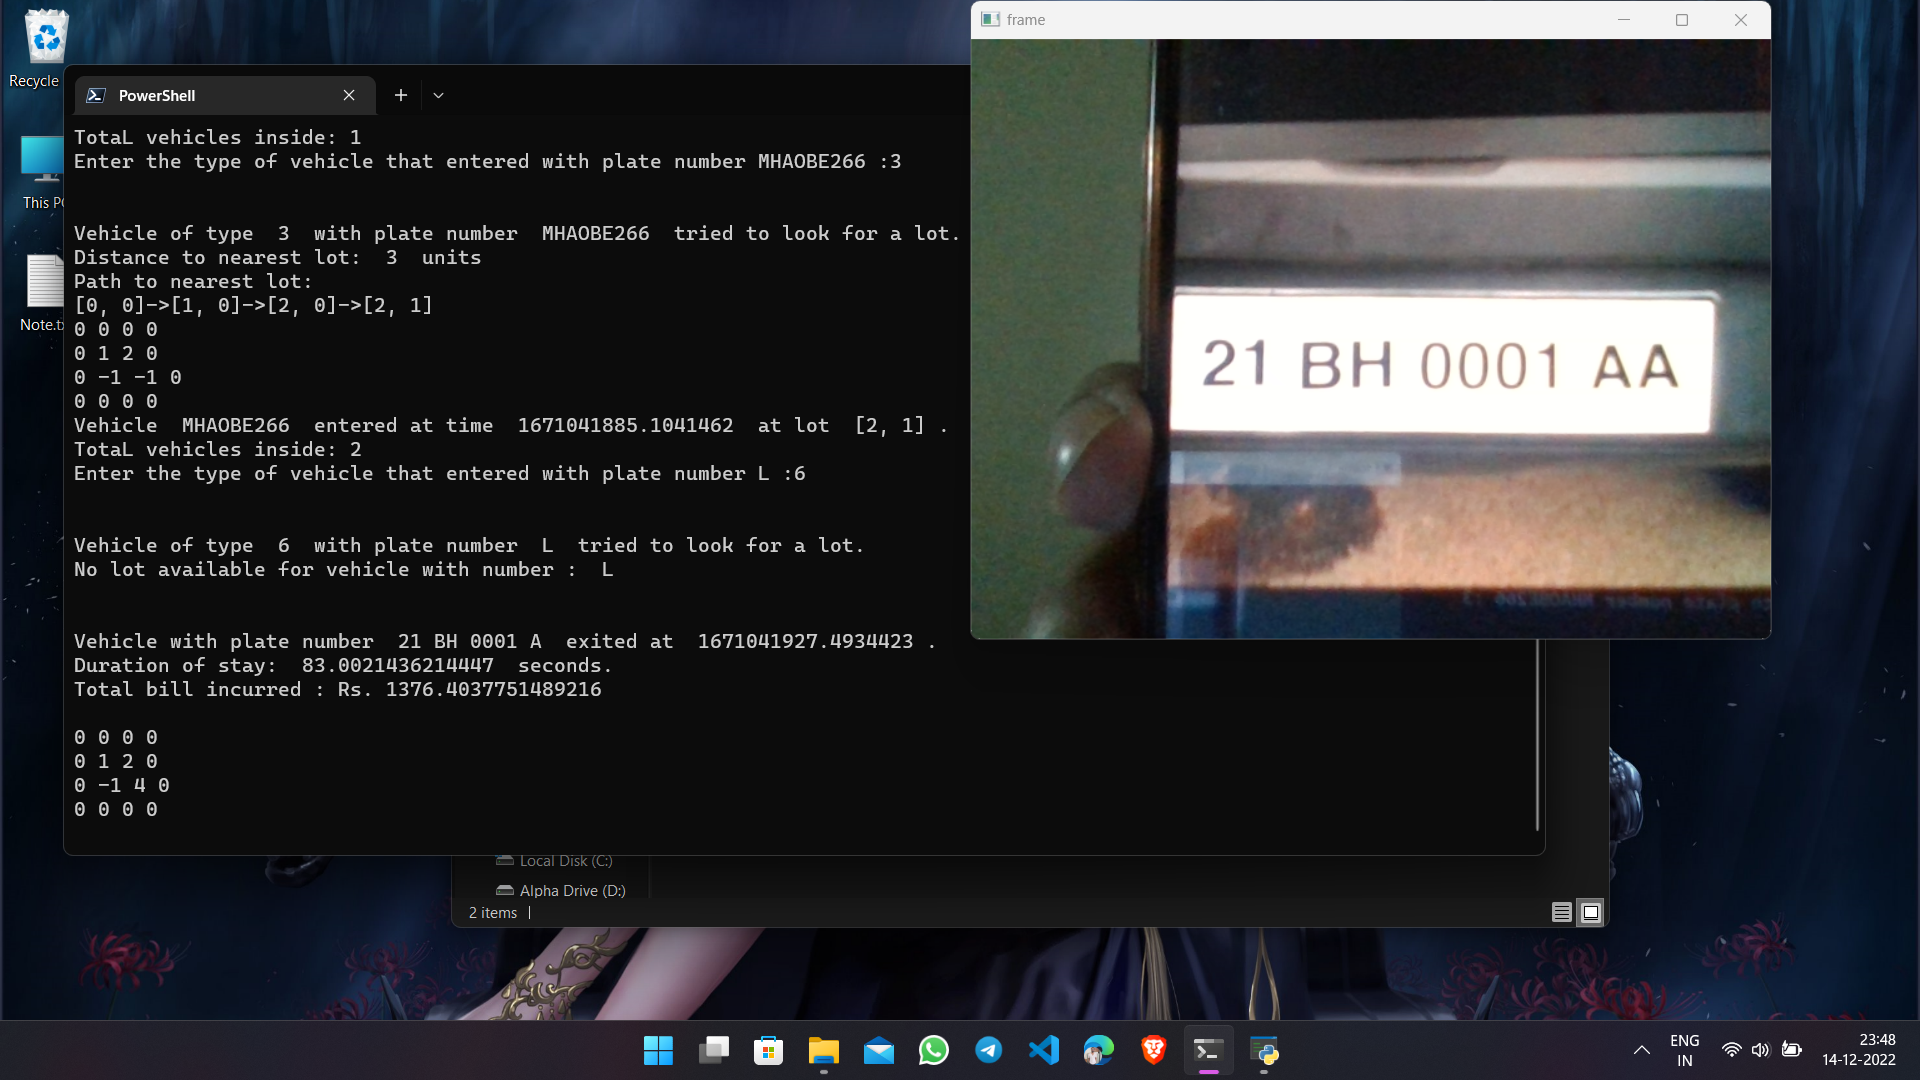 Recycle
This PC
Note.tx
PowerShell
TotaL vehicles inside: 1
Enter the type of vehicle that entered with plate number MHAOBE266 :3
Vehicle of type  3  with plate number  MHAOBE266  tried to look for a lot.
Distance to nearest lot:  3  units
Path to nearest lot:
[0, 0]->[1, 0]->[2, 0]->[2, 1]
0 0 0 0
0 1 2 0
0 -1 -1 0
0 0 0 0
Vehicle  MHAOBE266  entered at time  1671041885.1041462  at lot  [2, 1] .
TotaL vehicles inside: 2
Enter the type of vehicle that entered with plate number L :6
Vehicle of type  6  with plate number  L  tried to look for a lot.
No lot available for vehicle with number :  L
Vehicle with plate number  21 BH 0001 A  exited at  1671041927.4934423 .
Duration of stay:  83.0021436214447  seconds.
Total bill incurred : Rs. 1376.4037751489216
0 0 0 0
0 1 2 0
0 -1 4 0
0 0 0 0
frame
21 BH 0001 AA
Local Disk (C:)
Alpha Drive (D:)
2 items
ENG
IN
23:48
14-12-2022